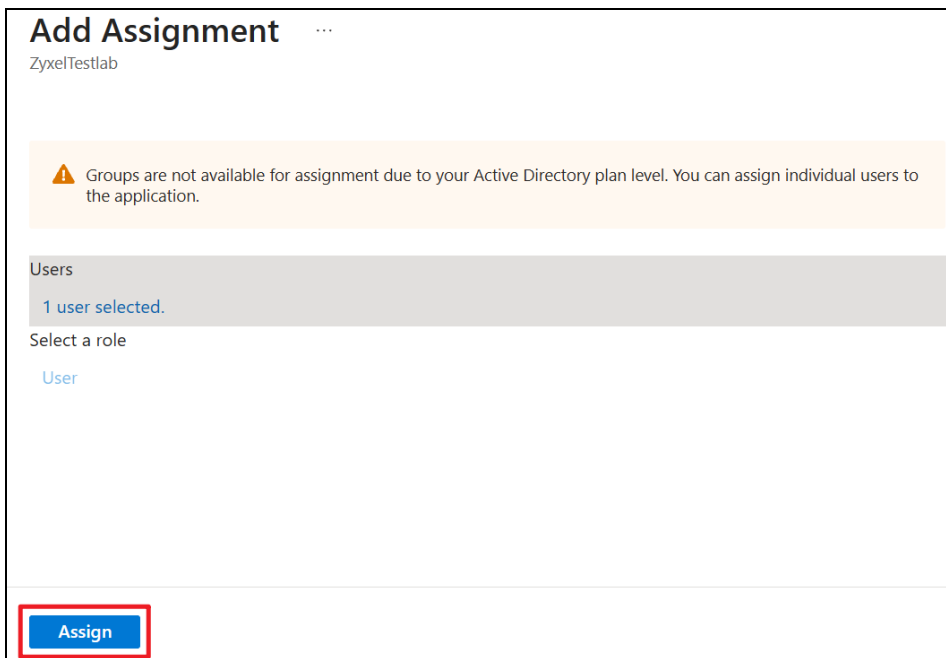 Add Assignment ...
ZyxelTestlab
Groups are not available for assignment due to your Active Directory plan level. You can assign individual users to
the application.
Users
1 user selected.
Select a role
User
Assign